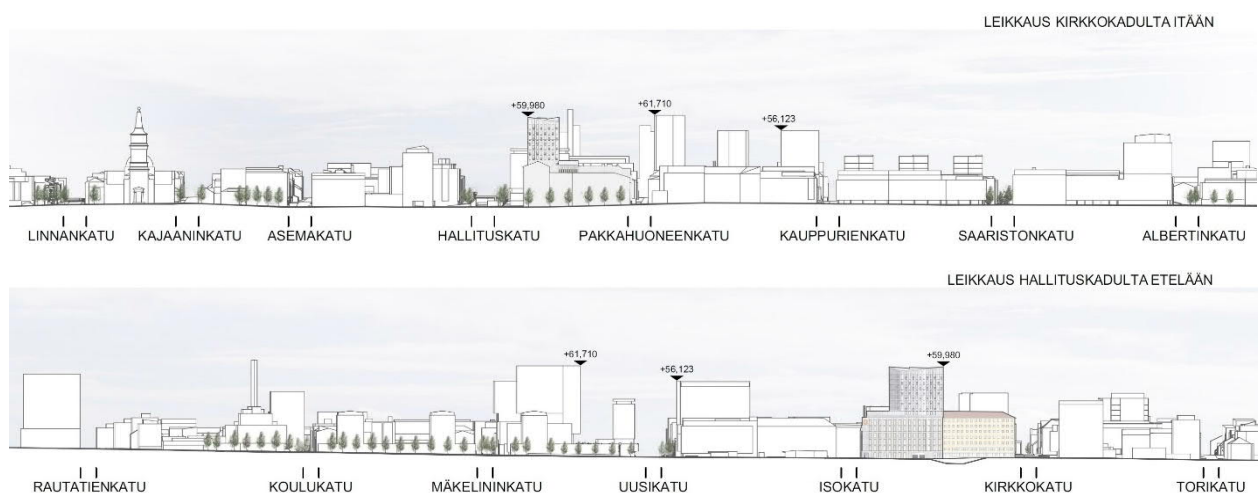 LEIKKAUS KIRKKOKADULTA ITÄÄN
+59,980
+61,710
+56,123
LINNANKATU
KAJAANINKATU
ASEMAKATU
HALLITUSKATU
PAKKAHUONEENKATU
KAUPPURIENKATU
SAARISTONKATU
ALBERTINKATU
LEIKKAUS HALLITUSKADULTA ETELÄÄN
+61,710
+56,123
+59,980
RAUTATIENKATU
KOULUKATU
MÄKELININKATU
UUSIKATU
ISOKATU
KIRKKOKATU
TORIKATU